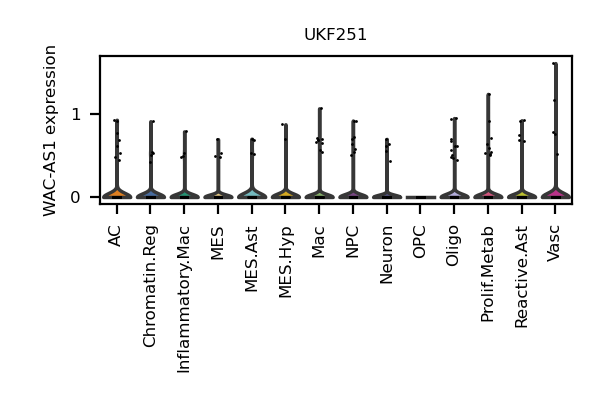 UKF251
WAC-AS1 expression
1
0
AC
Chromatin.Reg
Inflammatory.Mac
MES
MES.Ast
MES.Hyp
Mac
NPC
Neuron
OPC
Oligo
Prolif.Metab
Reactive.Ast
Vasc